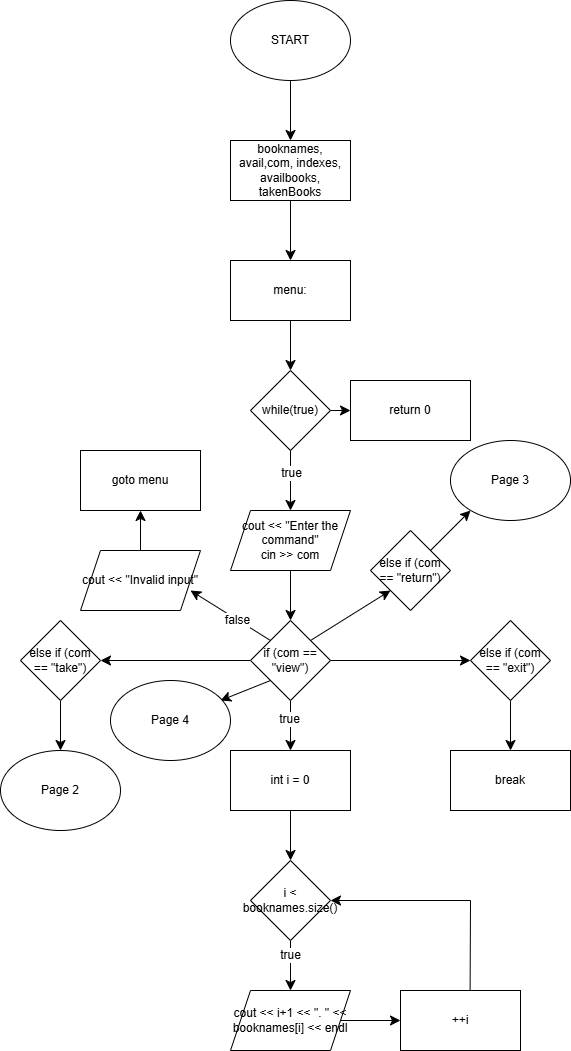 START
booknames,
avail,com, indexes,
availbooks,
takenBooks
menu:
while(true)
return 0
true
goto menu
Page 3
cout << "Enter the
command"
cin >> com
else if (com
== "return")
cout << "Invalid input"
false
else if (com
== "take")
if (com ==
"view")
else if (com
== "exit")
Page 4
true
Page 2
int i = 0
break
i <
booknames.size()
true
cout << i+1 << ". " <<
booknames[i] << endl
++i